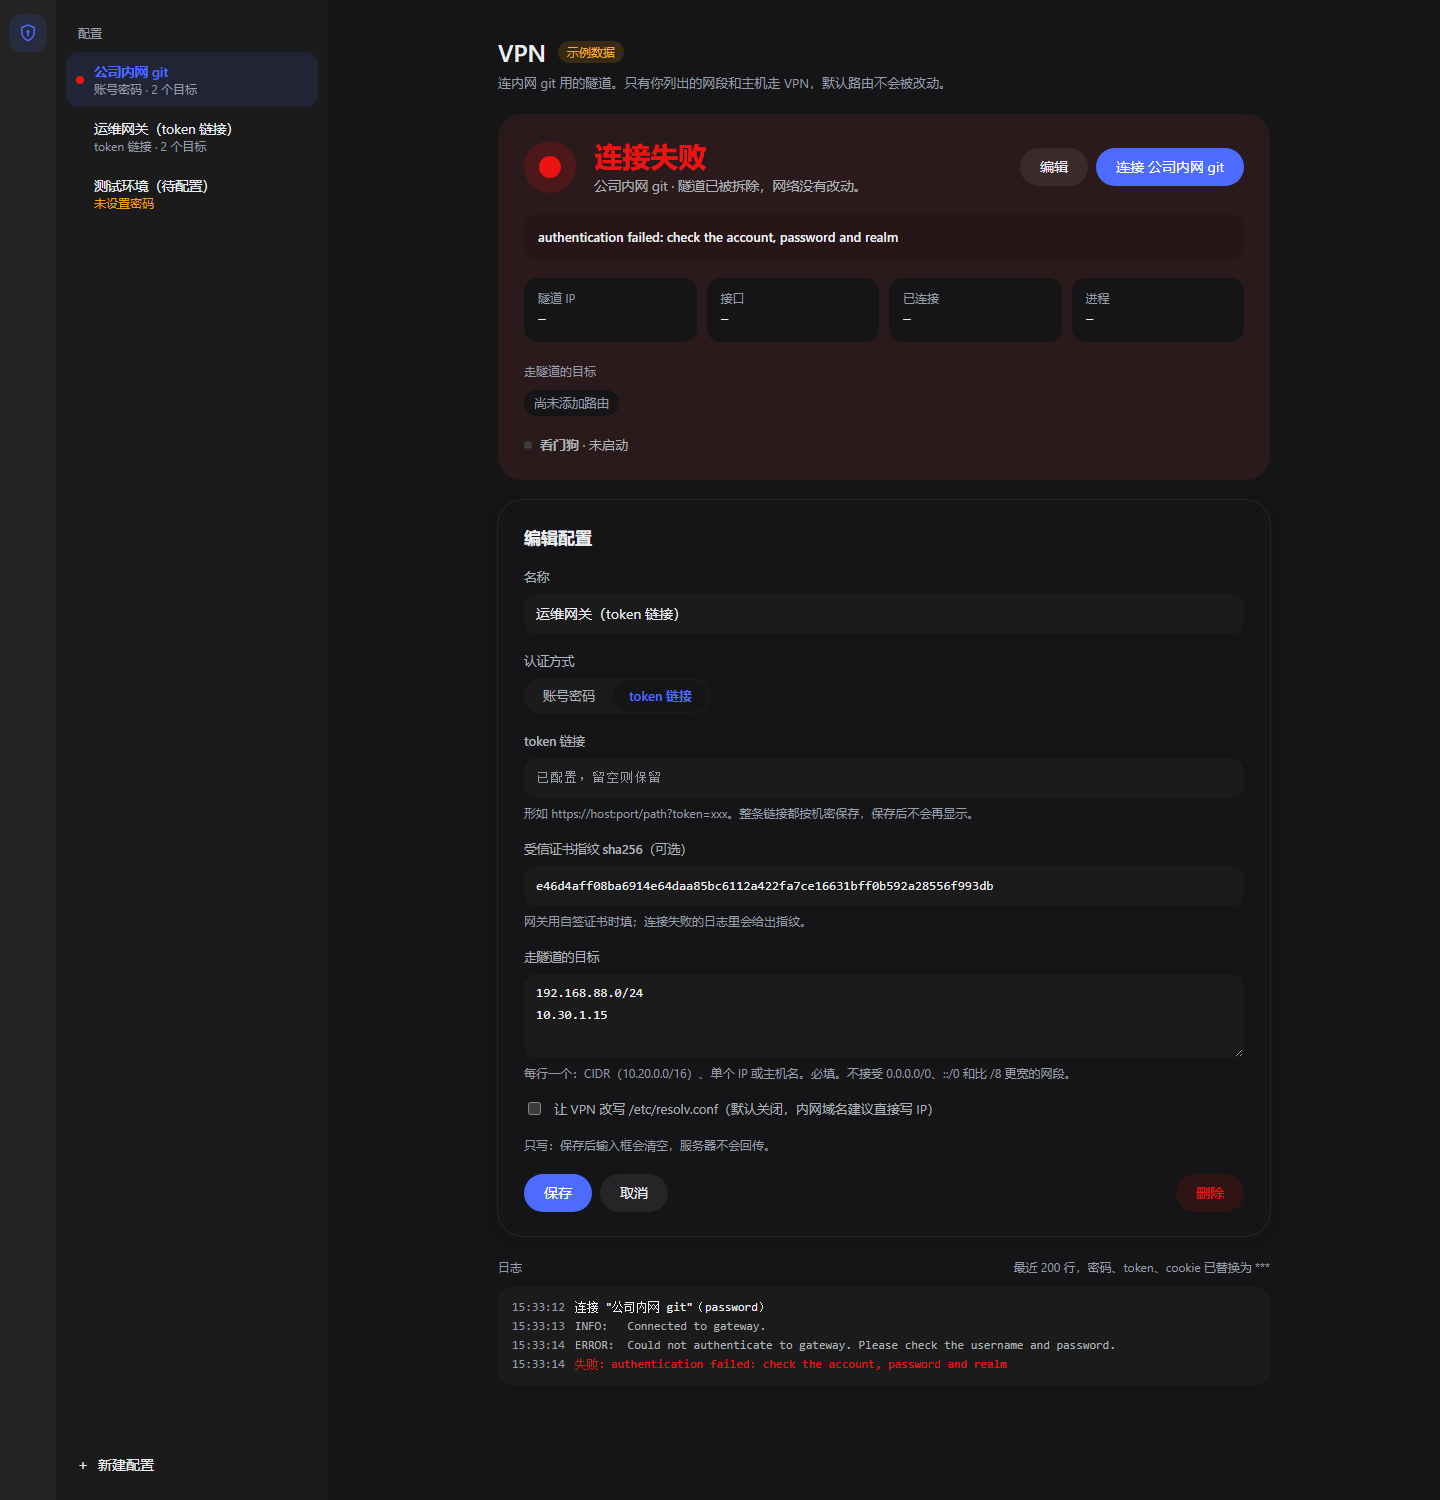 配置
公司内网 git
账号密码 · 2 个目标
运维网关（token 链接）
token 链接 · 2 个目标
测试环境（待配置）
未设置密码
+ 新建配置
VPN 示例数据
连内网 git 用的隧道。只有你列出的网段和主机走 VPN，默认路由不会被改动。
连接失败
公司内网 git · 隧道已被拆除，网络没有改动。
编辑
连接 公司内网 git
authentication failed: check the account, password and realm
隧道 IP
—
接口
—
已连接
—
进程
—
走隧道的目标
尚未添加路由
看门狗 · 未启动
编辑配置
名称
运维网关（token 链接）
认证方式
账号密码
token 链接
token 链接
已配置，留空则保留
形如 https://host:port/path?token=xxx。整条链接都按机密保存，保存后不会再显示。
受信证书指纹 sha256（可选）
e46d4aff08ba6914e64daa85bc6112a422fa7ce16631bff0b592a28556f993db
网关用自签证书时填；连接失败的日志里会给出指纹。
走隧道的目标
192.168.88.0/24
10.30.1.15
每行一个：CIDR（10.20.0.0/16）、单个 IP 或主机名。必填。不接受 0.0.0.0/0、::/0 和比 /8 更宽的网段。
让 VPN 改写 /etc/resolv.conf（默认关闭，内网域名建议直接写 IP）
只写：保存后输入框会清空，服务器不会回传。
保存
取消
删除
日志
最近 200 行，密码、token、cookie 已替换为 ***
15:33:12 连接 "公司内网 git"（password）
15:33:13 INFO: Connected to gateway.
15:33:14 ERROR: Could not authenticate to gateway. Please check the username and password.
15:33:14 失败: authentication failed: check the account, password and realm